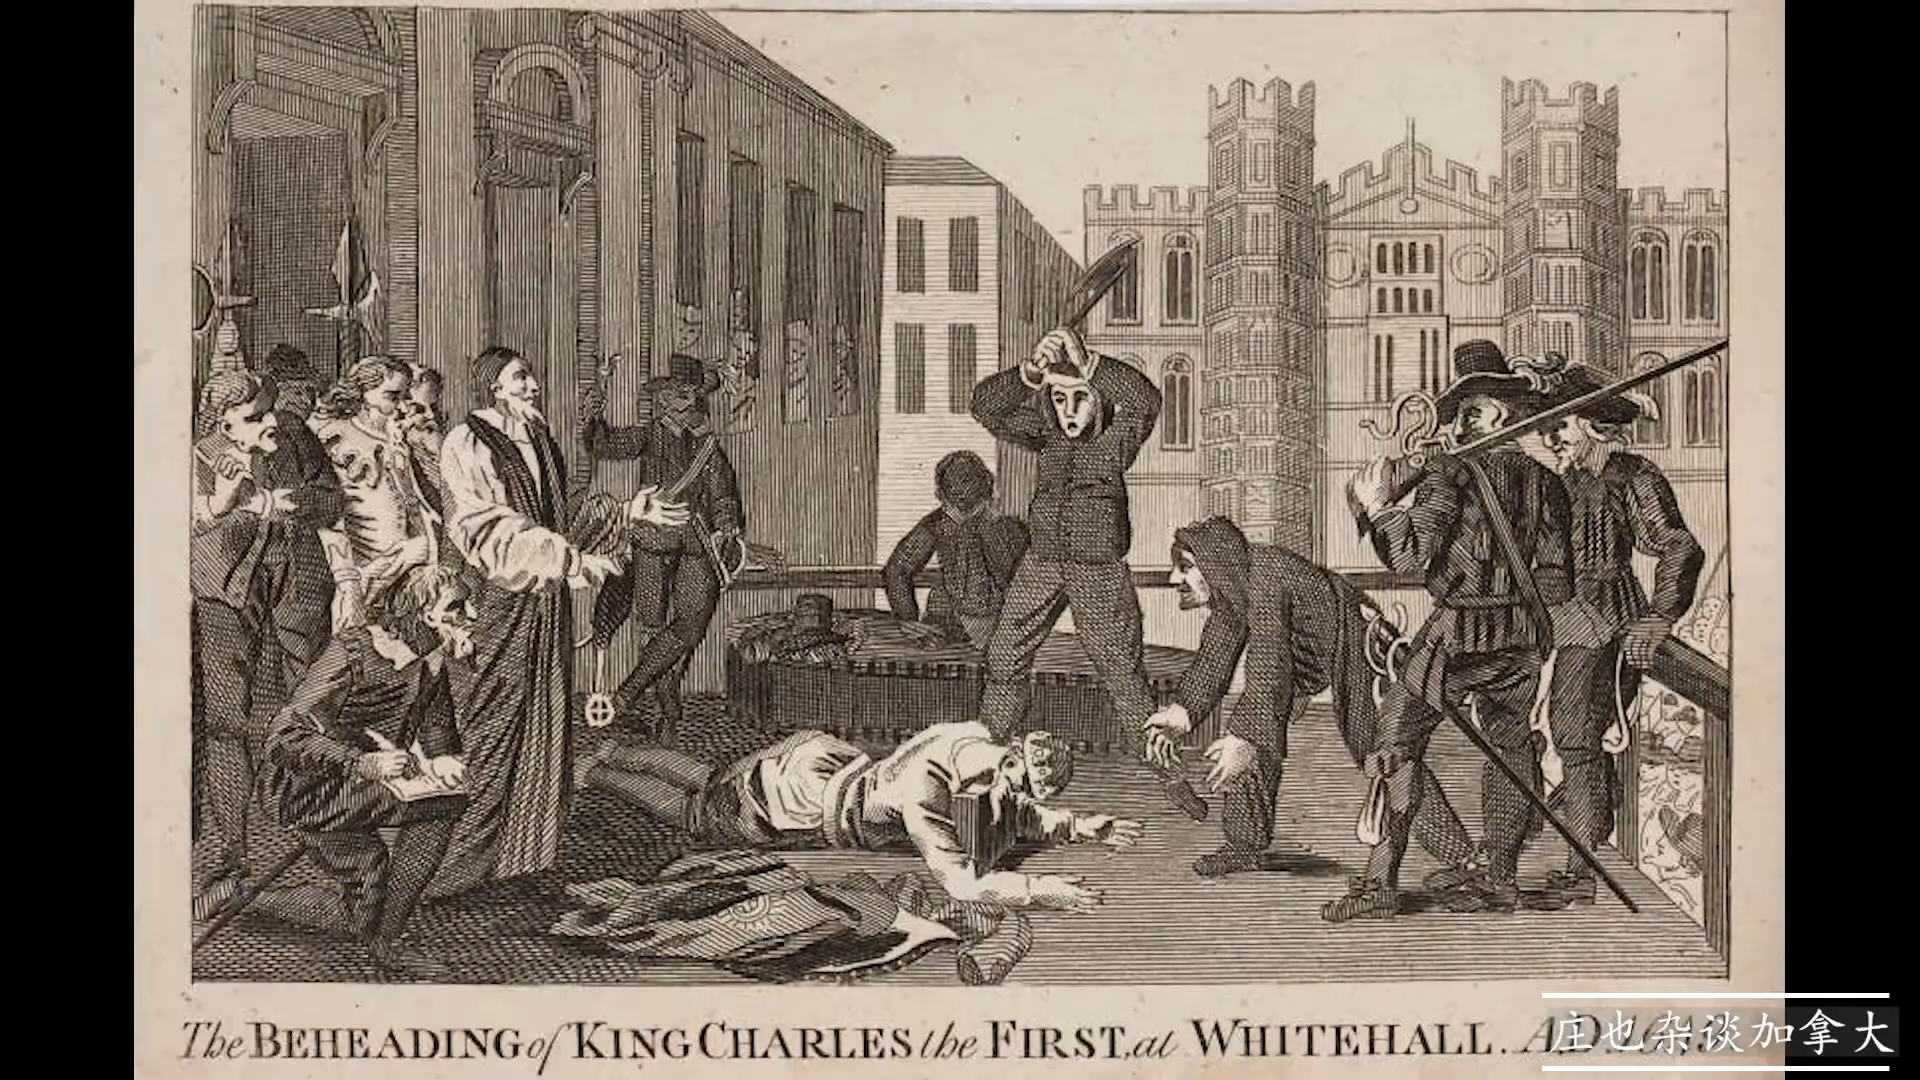 The BEHEADING of KING CHARLES the FIRST, at WHITEHALL. A.D.
庄也杂谈加拿大